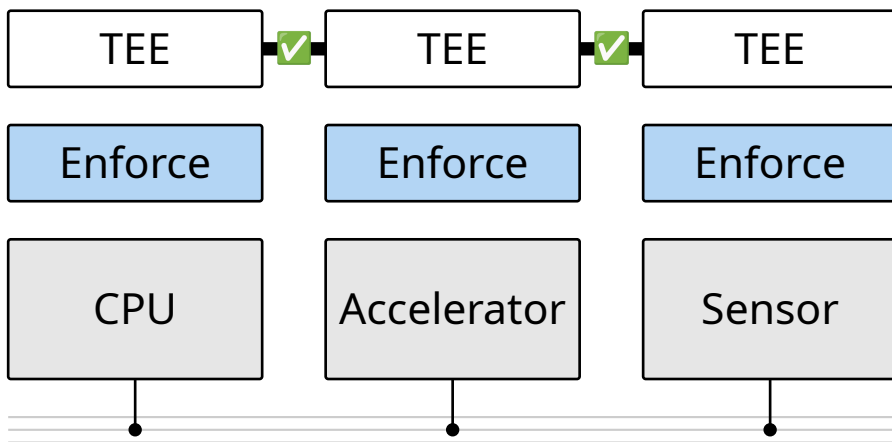 TEE
TEE
TEE
Enforce
Enforce
Enforce
CPU
Accelerator
Sensor